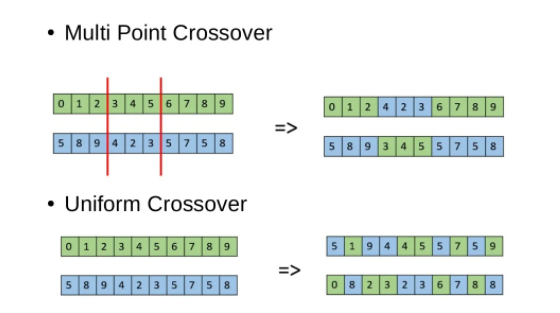 • Multi Point Crossover
0 1 2 3 4 5 6 7 8 9
5 8 9 4 2 3 5 7 5 8
=>
0 1 2 4 2 3 6 7 8 9
5 8 9 3 4 5 5 7 5 8
• Uniform Crossover
0 1 2 3 4 5 6 7 8 9
5 8 9 4 2 3 5 7 5 8
=>
5 1 9 4 4 5 5 7 5 9
0 8 2 3 2 3 6 7 8 8